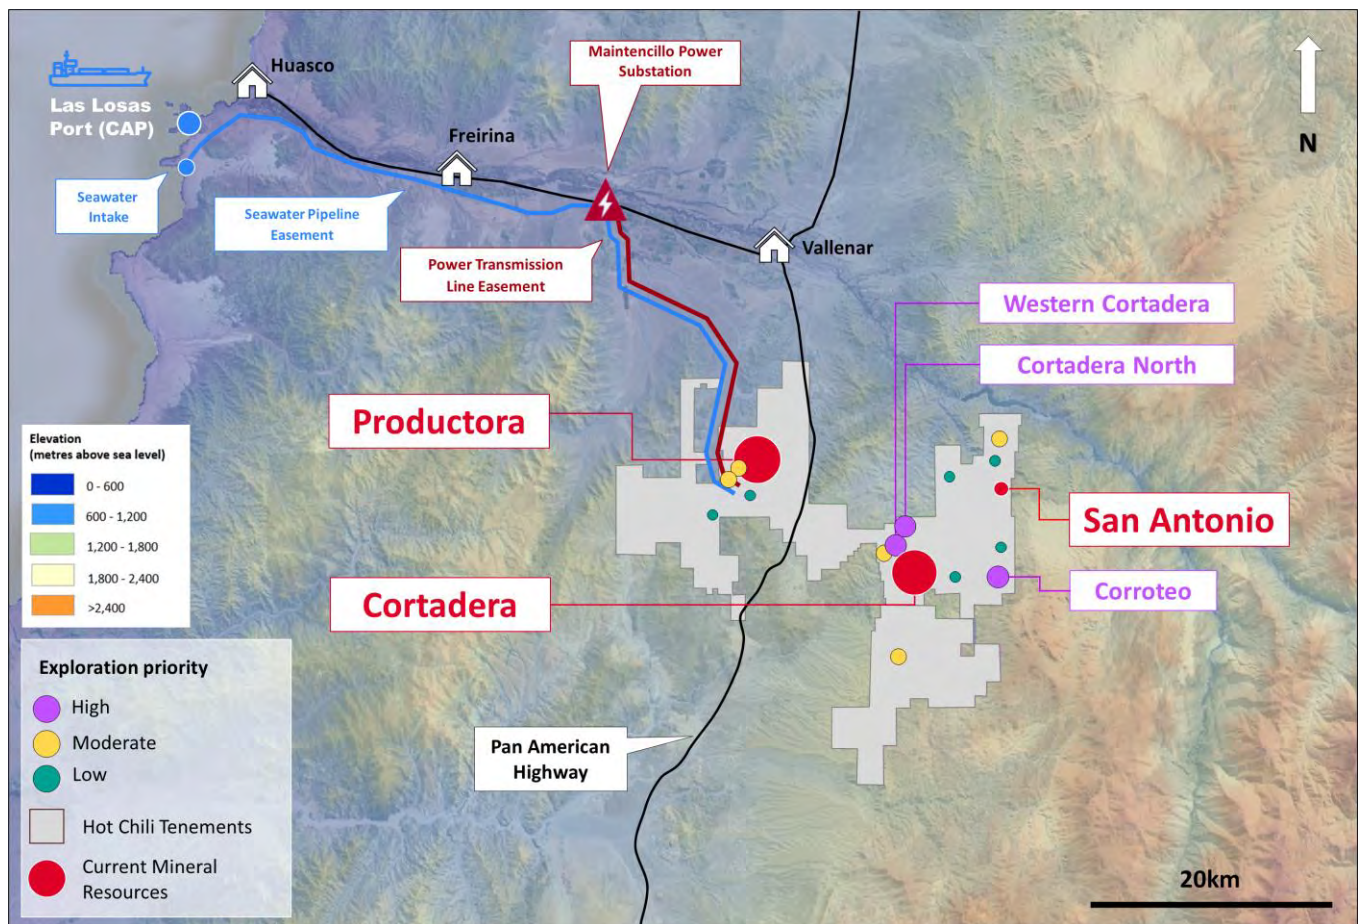 Maintencillo Power
Substation
Huasco
Las Losas
Port (CAP)
N
Freirina
Seawater
Intake
Seawater Pipeline
Easement
Power Transmission
Line Easement
Vallenar
Western Cortadera
Cortadera North
Productora
San Antonio
Cortadera
Corroteo
Pan American
Highway
Elevation
(metres above sea level)
0 - 600
600 - 1,200
1,200 - 1,800
1,800 - 2,400
>2,400
Exploration priority
High
Moderate
Low
Hot Chili Tenements
Current Mineral
Resources
20km